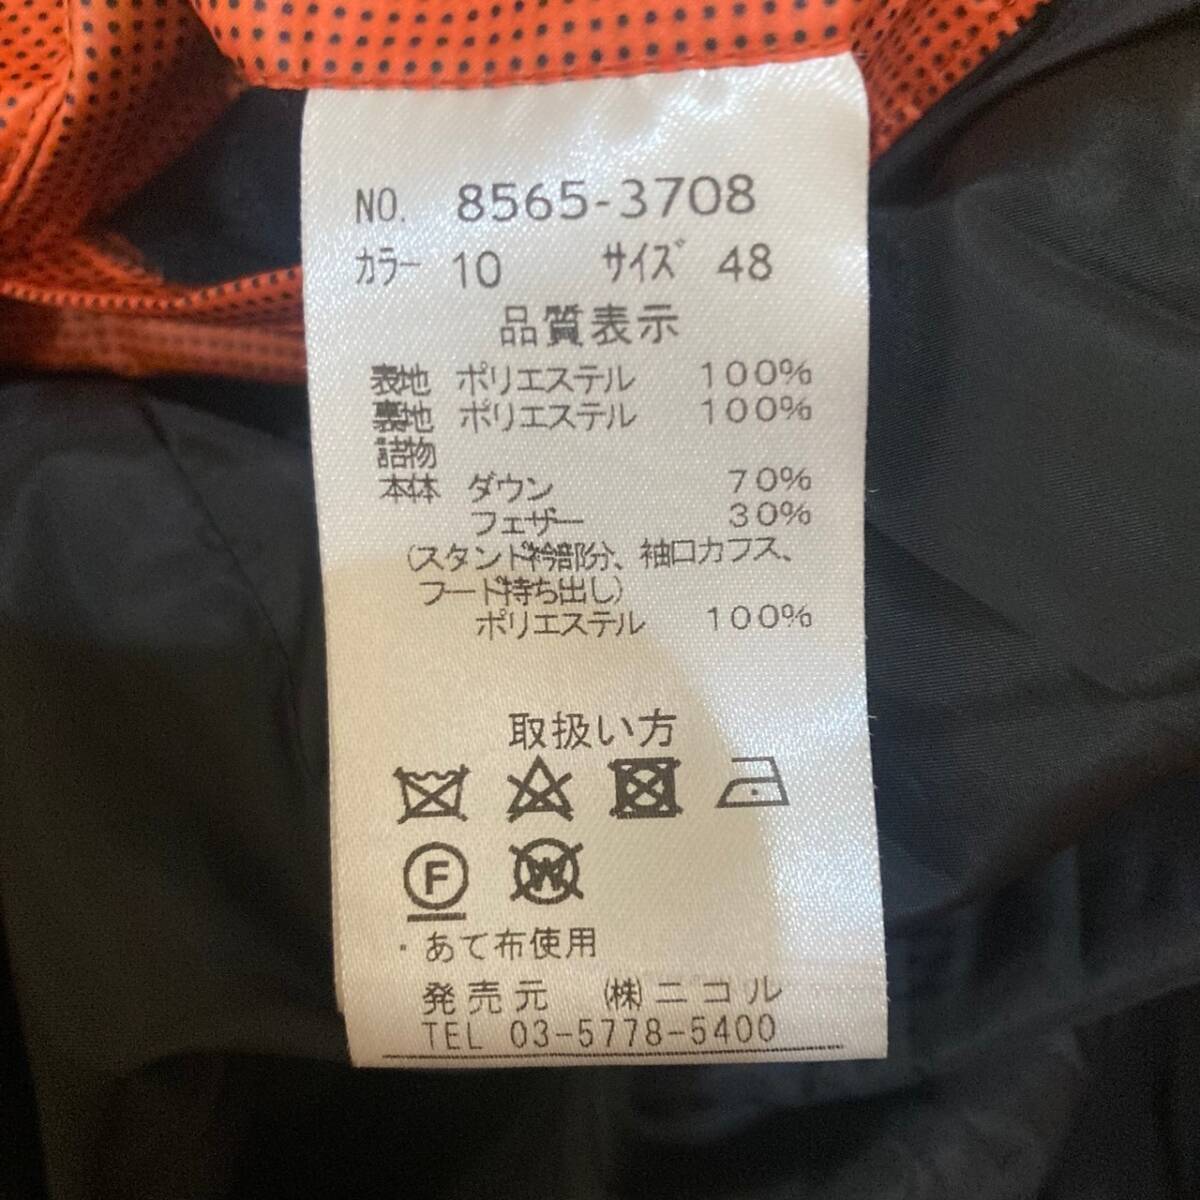 NO. 8565-3708
カラー 10 サイズ 48
品質表示
表地 ポリエステル 100%
裏地 ポリエステル 100%
詰物
本体 ダウン 70%
フェザー 30%
(スタンド衿部分、袖口カフス、
フード持ち出し)
ポリエステル 100%
取扱い方
F W
・あて布使用
発売元 (株)ニコル
TEL 03-5778-5400